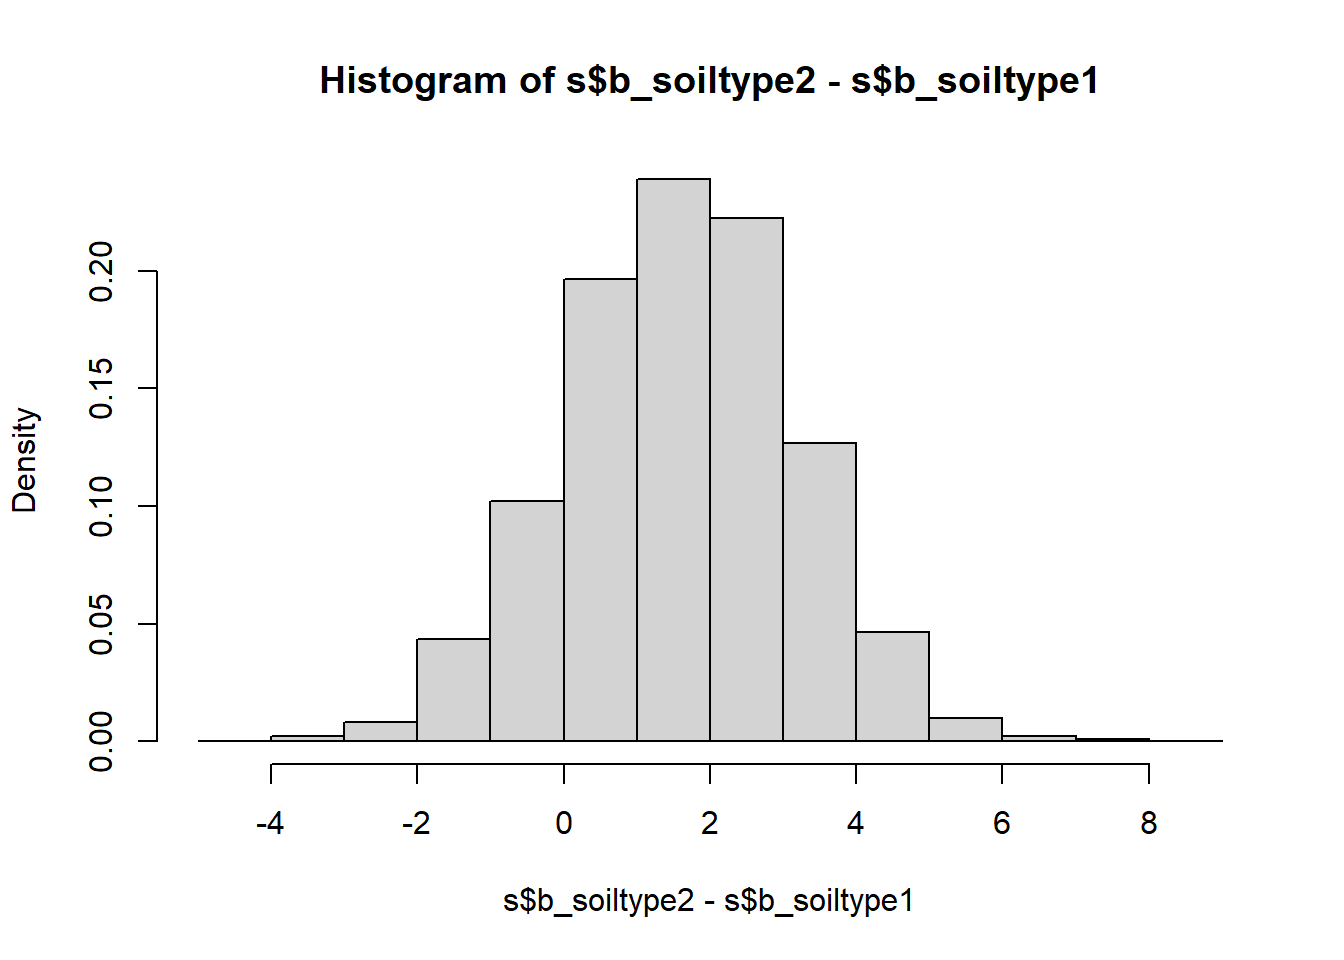 Histogram of s$b_soiltype2 - s$b_soiltype1
Density
0.20
0.15
0.10
0.05
0.00
-4 -2 0 2 4 6 8
s$b_soiltype2 - s$b_soiltype1